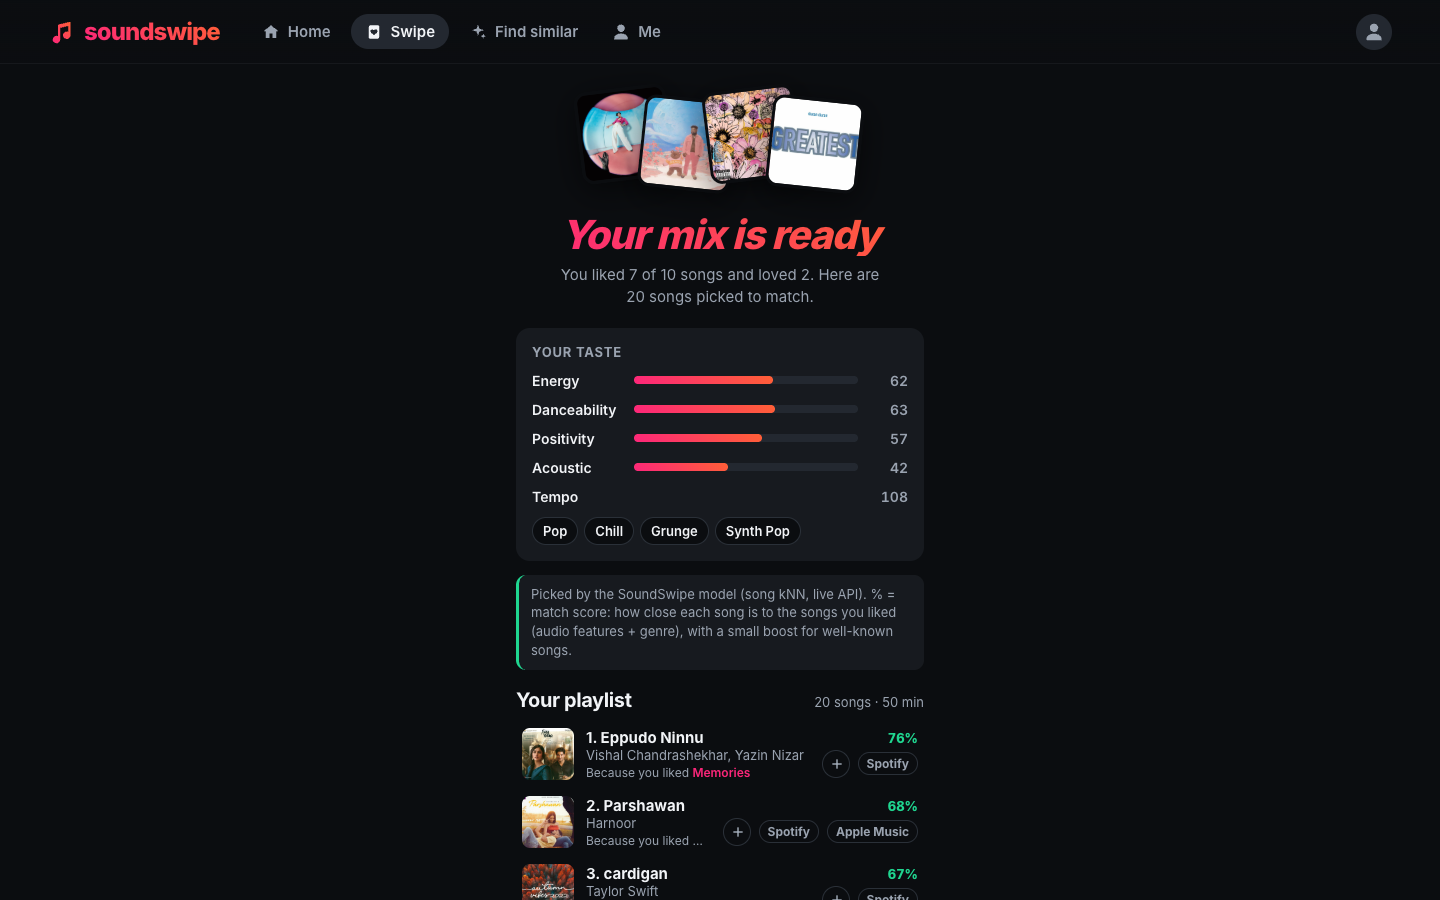 soundswipe
Home
Swipe
Find similar
Me
GREATEST
Your mix is ready
You liked 7 of 10 songs and loved 2. Here are
20 songs picked to match.
YOUR TASTE
Energy 62
Danceability 63
Positivity 57
Acoustic 42
Tempo 108
Pop Chill Grunge Synth Pop
Picked by the SoundSwipe model (song kNN, live API). % =
match score: how close each song is to the songs you liked
(audio features + genre), with a small boost for well-known
songs.
Your playlist 20 songs · 50 min
1. Eppudo Ninnu 76%
Vishal Chandrashekhar, Yazin Nizar
Because you liked Memories
+ Spotify
2. Parshawan 68%
Harnoor
Because you liked ...
+ Spotify Apple Music
3. cardigan 67%
Taylor Swift
+ Spotify